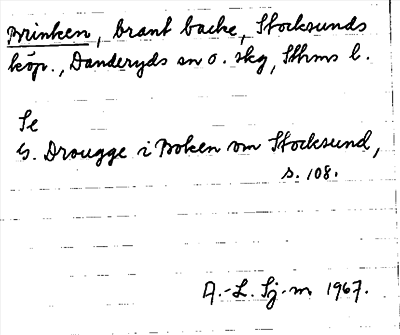 Brinken, brant backe, Stocksunds
köp., Danderyds sn o. skg, Sthms l.
Se
G. Drougge i Boken om Stocksund,
s. 108.
A.-L. Sj-m 1967.